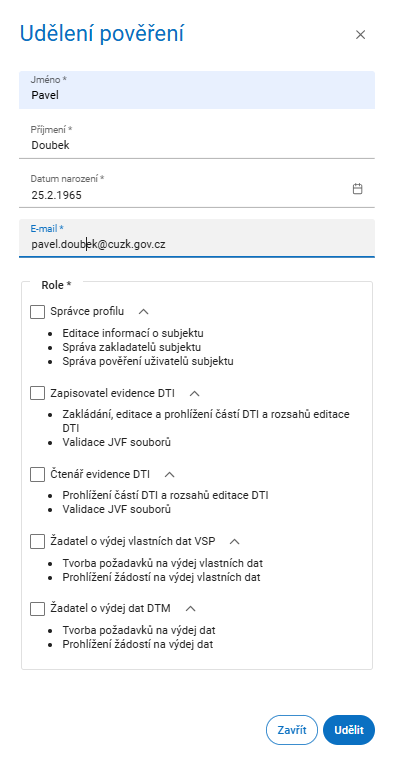 Udělení pověření
Jméno *
Pavel
Příjmení *
Doubek
Datum narození *
25.2.1965
E-mail *
pavel.doubek@cuzk.gov.cz
Role *
Správce profilu
• Editace informací o subjektu
• Správa zakladatelů subjektu
• Správa pověření uživatelů subjektu
Zapisovatel evidence DTI
• Zakládání, editace a prohlížení částí DTI a rozsahů editace
DTI
• Validace JVF souborů
Čtenář evidence DTI
• Prohlížení částí DTI a rozsahů editace DTI
• Validace JVF souborů
Žadatel o výdej vlastních dat VSP
• Tvorba požadavků na výdej vlastních dat
• Prohlížení žádostí na výdej vlastních dat
Žadatel o výdej dat DTM
• Tvorba požadavků na výdej dat
• Prohlížení žádostí na výdej dat
Zavřít
Udělit